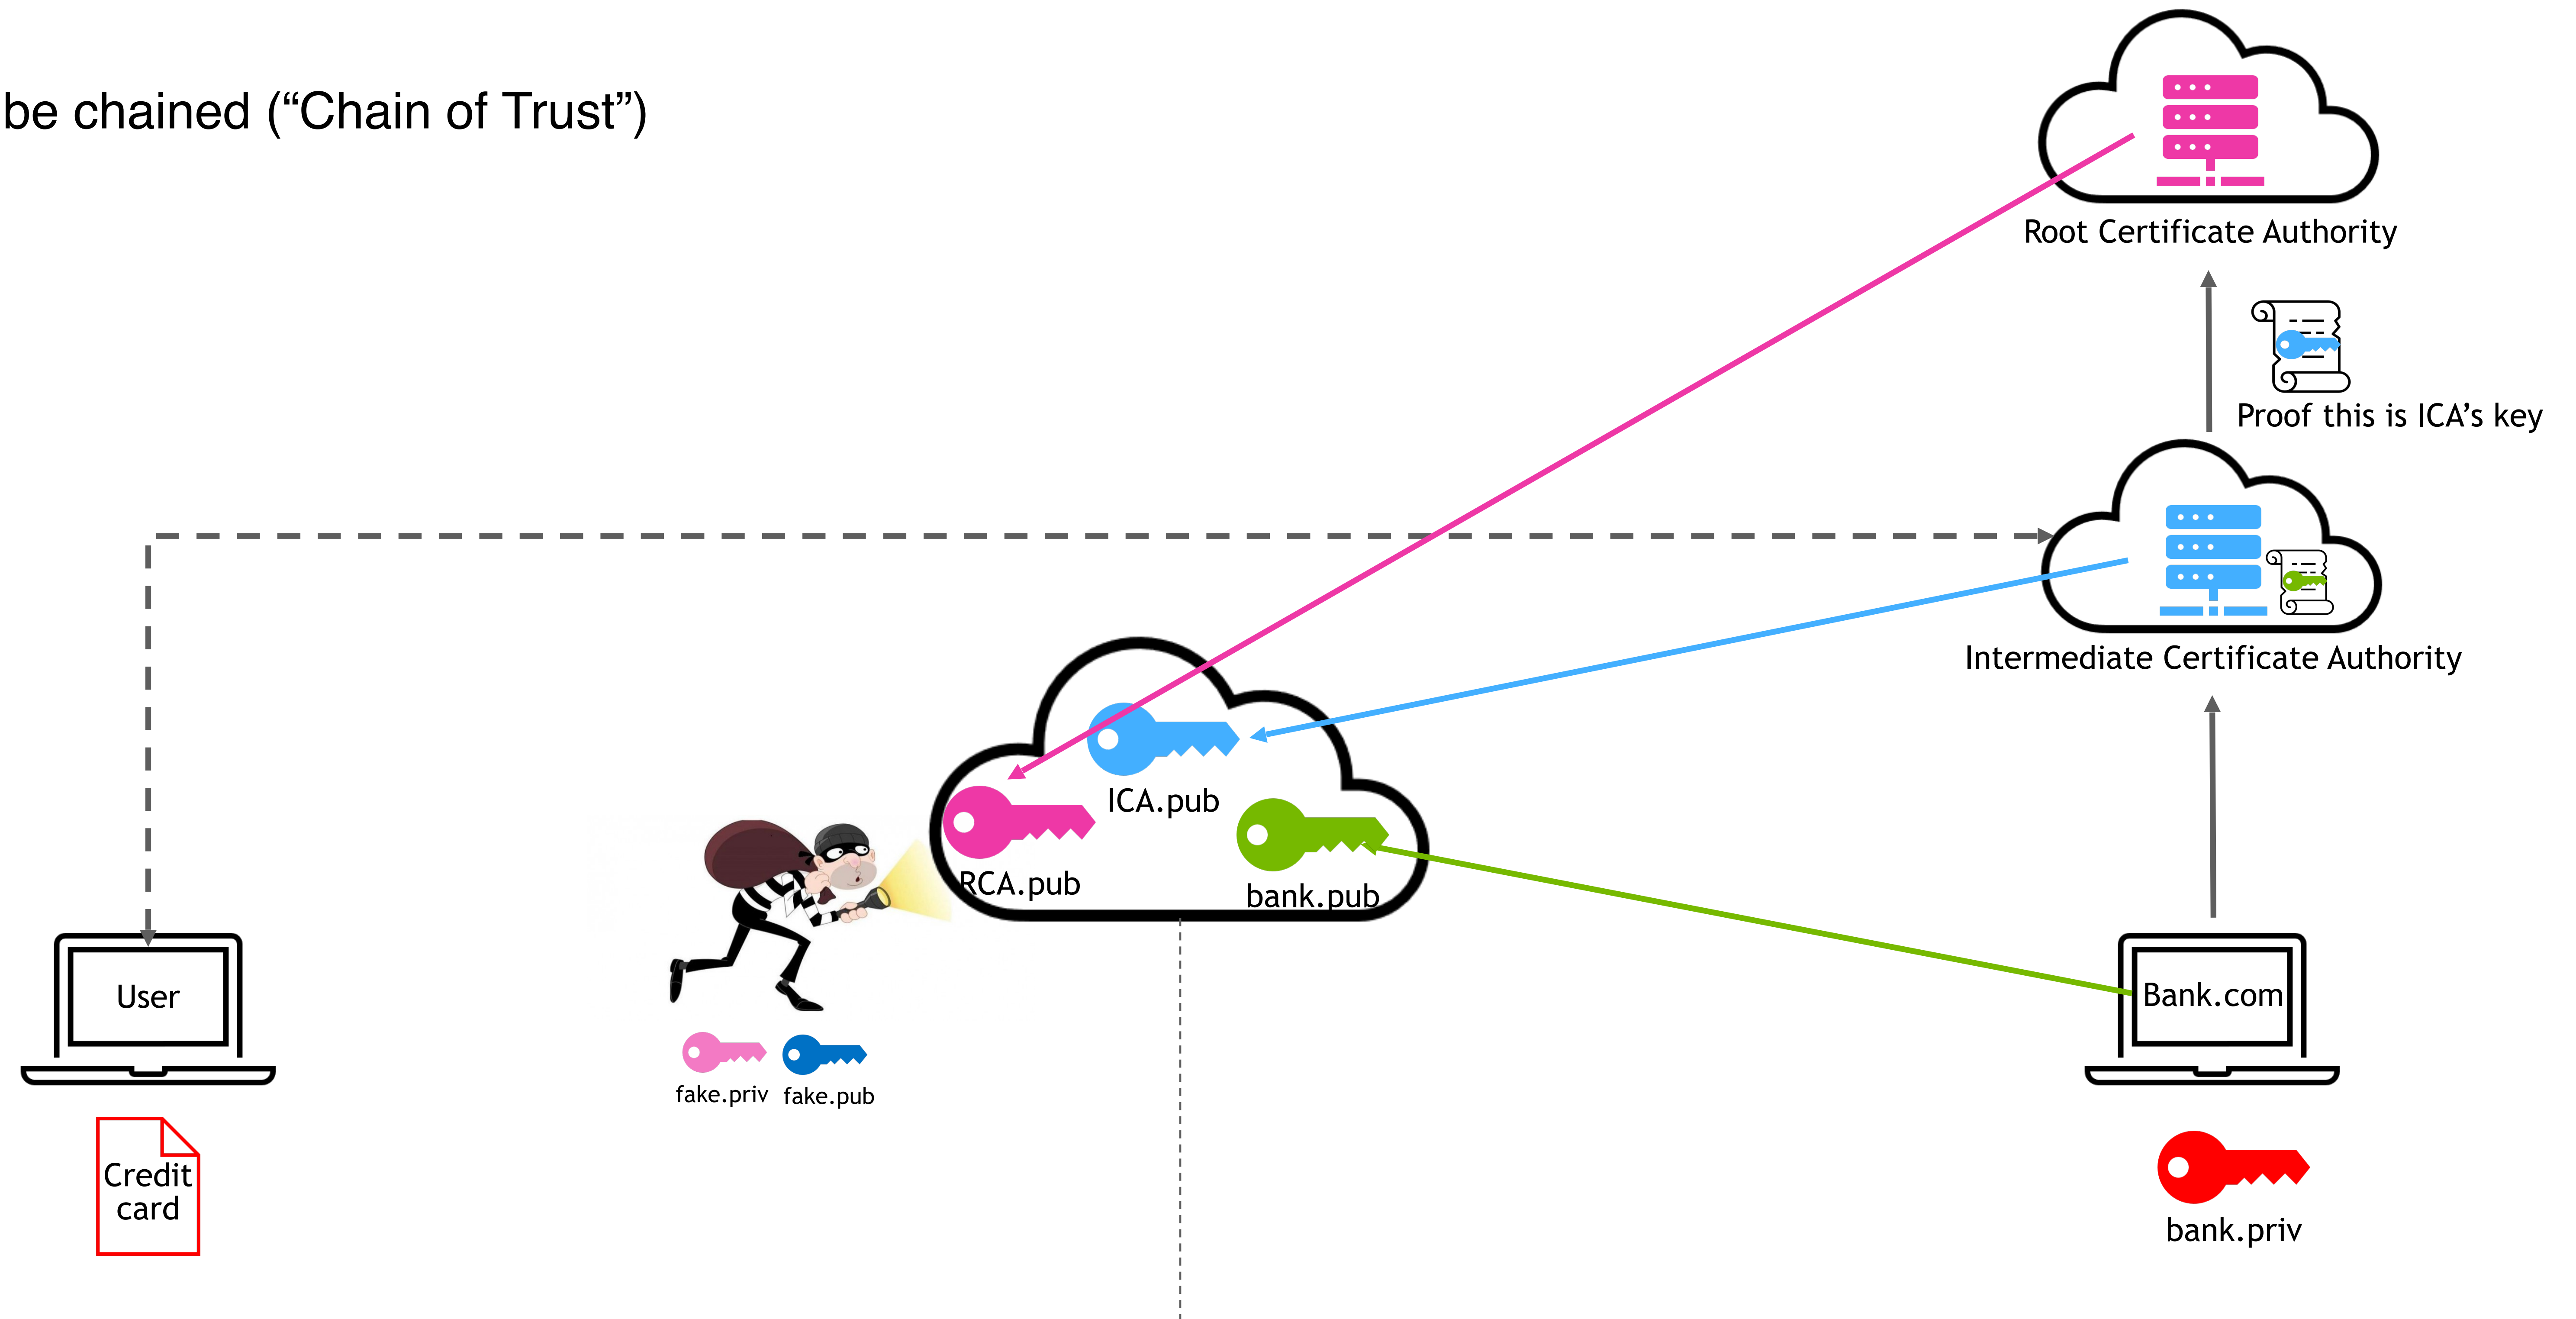 be chained (“Chain of Trust”)
Root Certificate Authority
Proof this is ICA’s key
Intermediate Certificate Authority
ICA.pub
RCA.pub
bank.pub
User
Bank.com
fake.priv
fake.pub
Credit
card
bank.priv